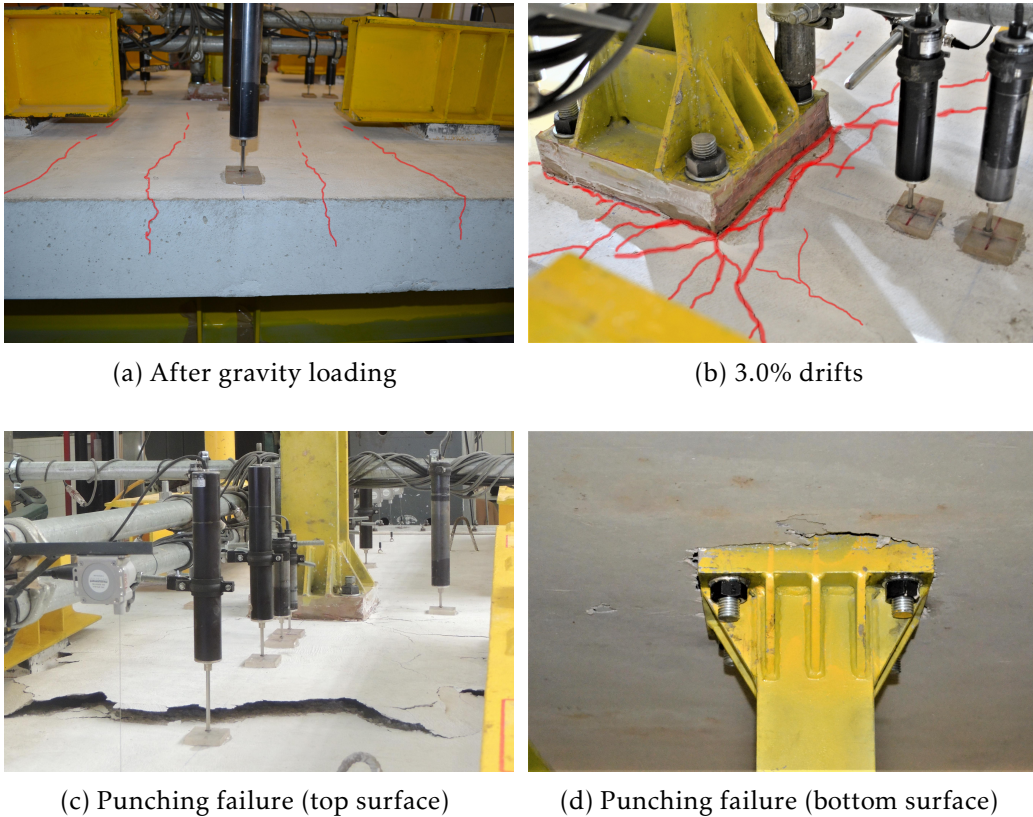 (a) After gravity loading
(b) 3.0% drifts
(c) Punching failure (top surface)
(d) Punching failure (bottom surface)